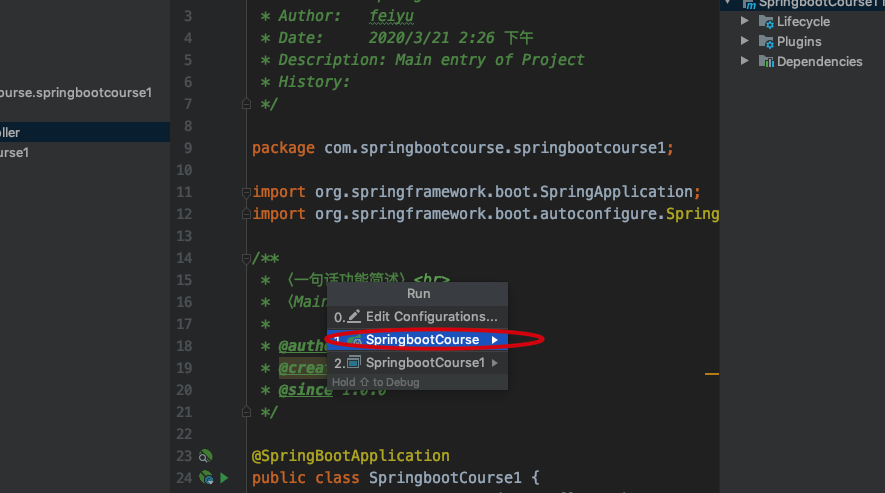 SpringbootCourse1
Lifecycle
Plugins
Dependencies
ourse.springbootcourse1
ller
urse1
3 * Author: feiyu
4 * Date: 2020/3/21 2:26 下午
5 * Description: Main entry of Project
6 * History:
7 */
8
9 package com.springbootcourse.springbootcourse1;
10
11 import org.springframework.boot.SpringApplication;
12 import org.springframework.boot.autoconfigure.Spring
13
14 /**
15 * 〈一句话功能简述〉<br>
16 * 〈Main
17 *
18 * @autho
19 * @creat
20 * @since 1.0.0
21 */
22
23 @SpringBootApplication
24 public class SpringbootCourse1 {
Run
0. Edit Configurations...
1. SpringbootCourse
2. SpringbootCourse1
Hold ⇧ to Debug